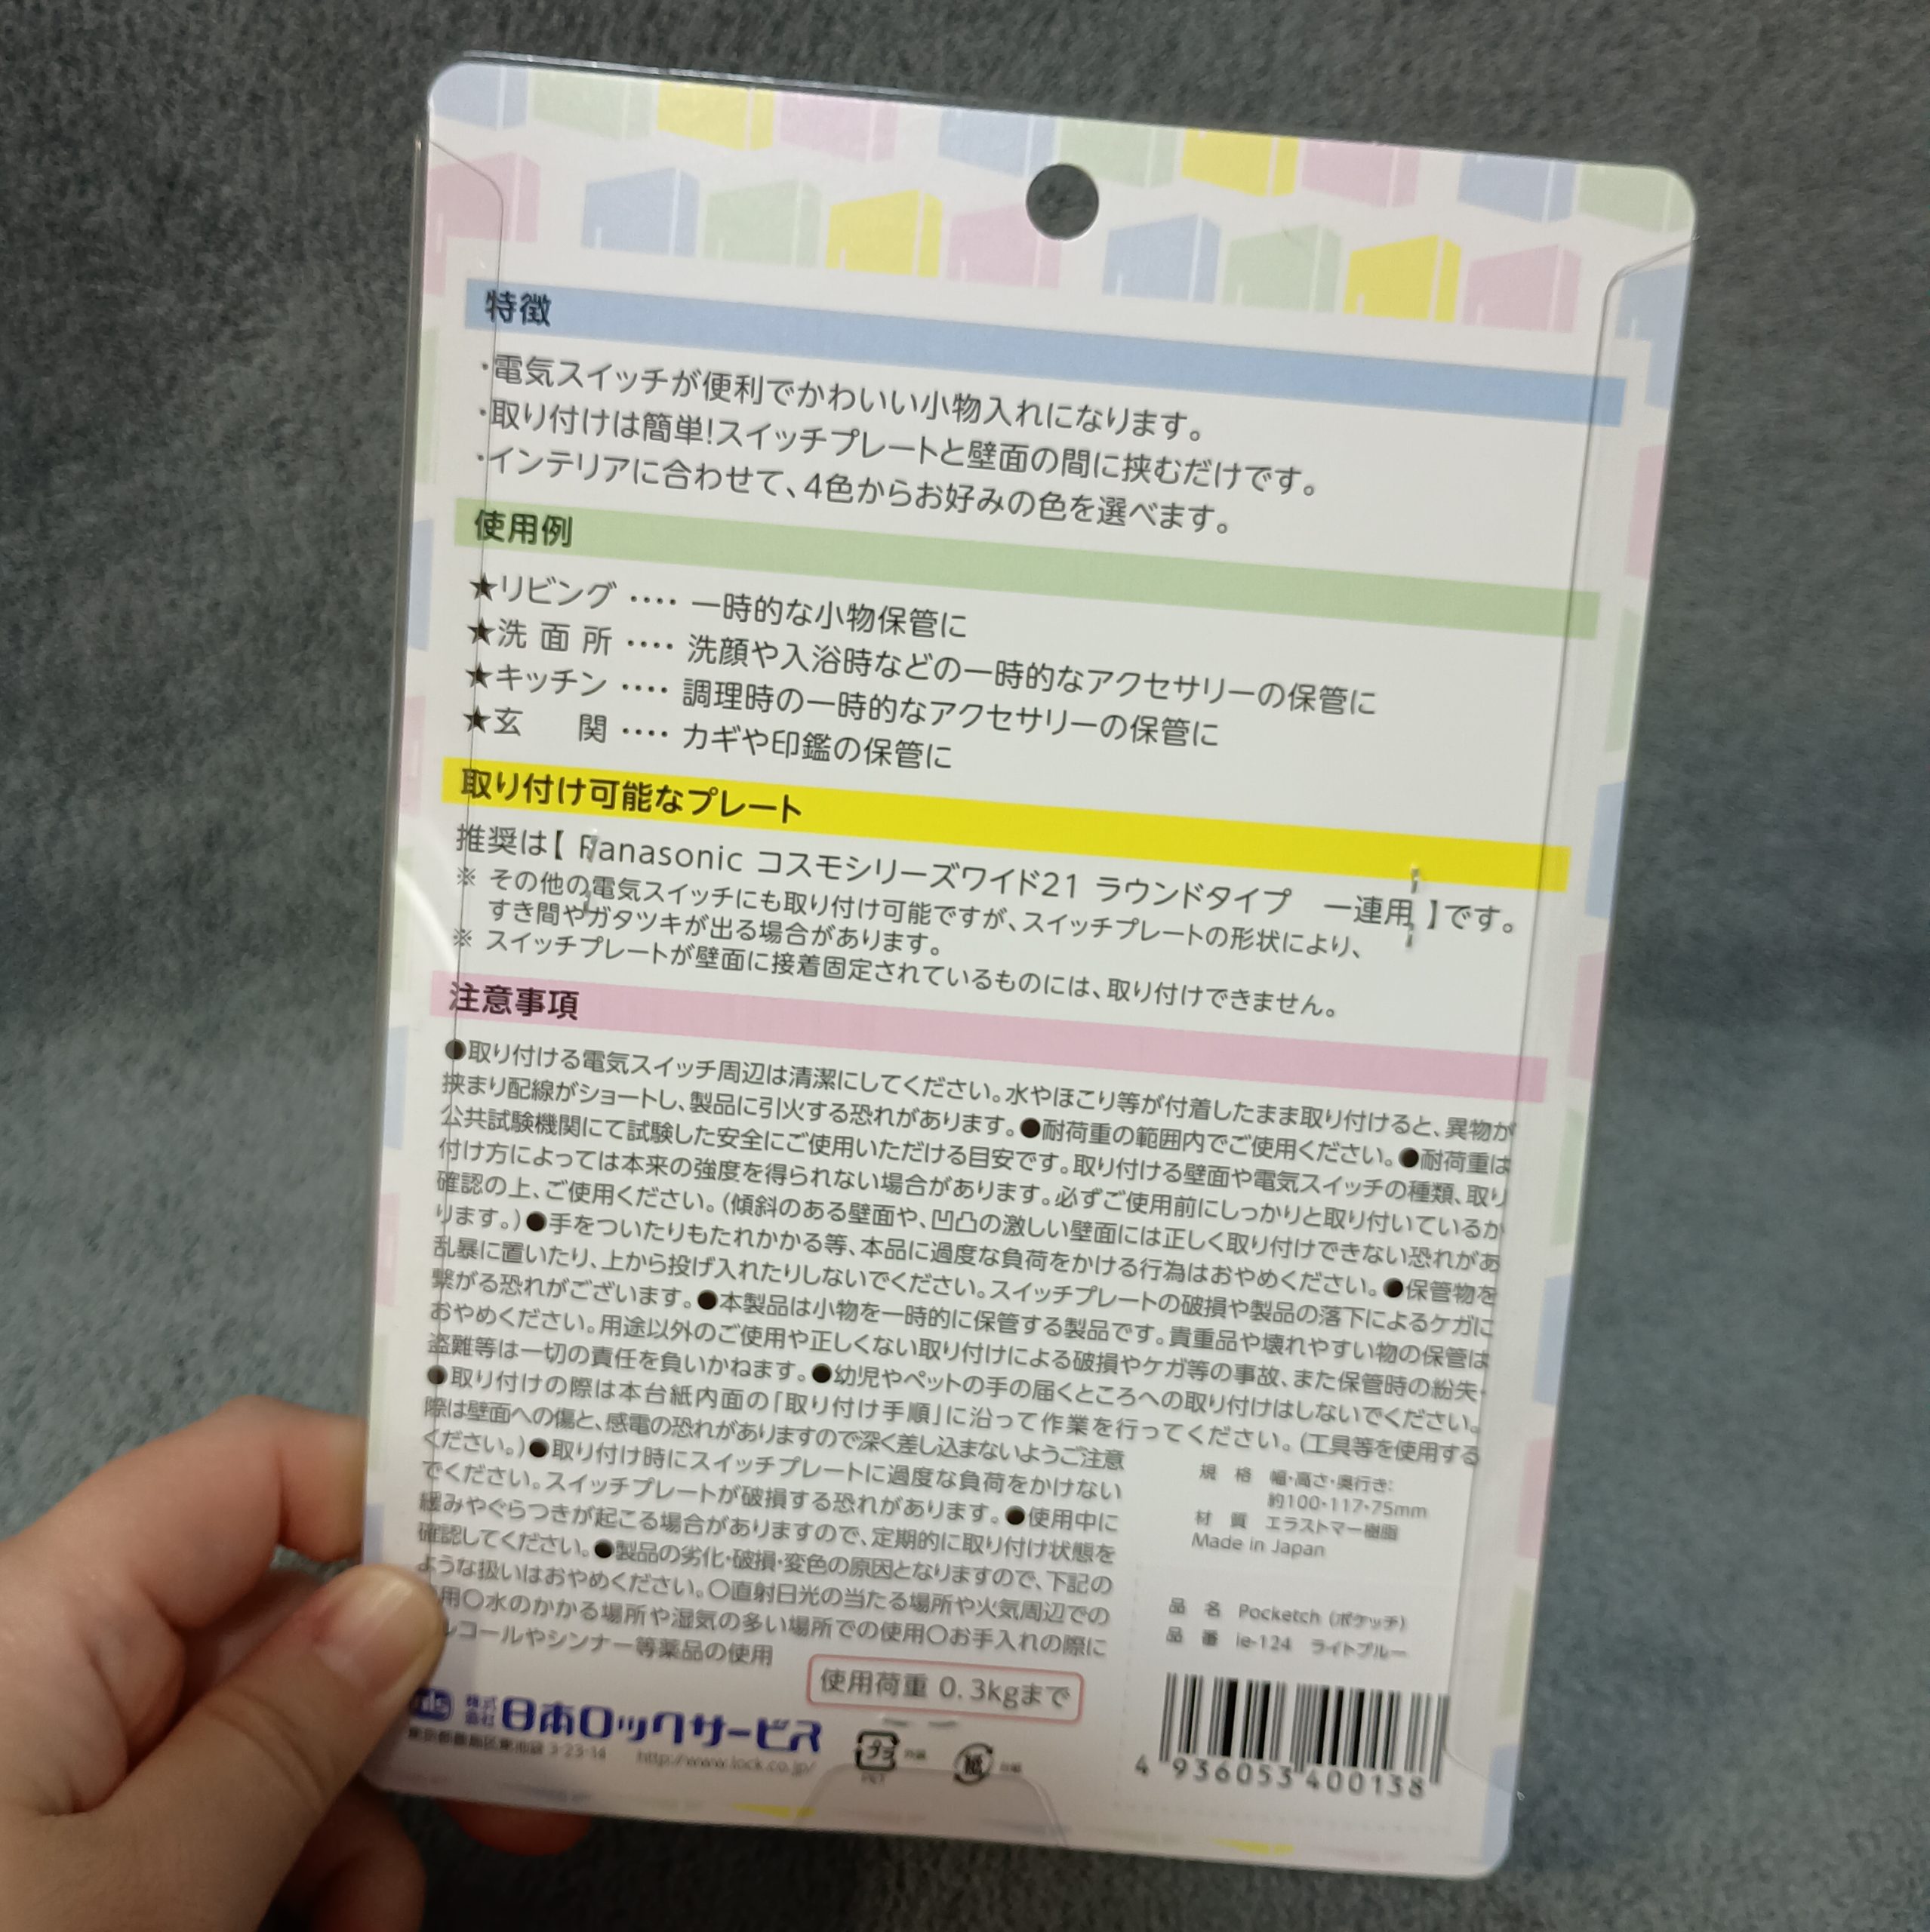 特徴
・電気スイッチが便利でかわいい小物入れになります。
・取り付けは簡単!スイッチプレートと壁面の間に挟むだけです。
・インテリアに合わせて、4色からお好みの色を選べます。
使用例
★リビング ‥‥ 一時的な小物保管に
★洗 面 所 ‥‥ 洗顔や入浴時などの一時的なアクセサリーの保管に
★キッチン ‥‥ 調理時の一時的なアクセサリーの保管に
★玄　　関 ‥‥ カギや印鑑の保管に
取り付け可能なプレート
推奨は【 Panasonic コスモシリーズワイド21 ラウンドタイプ　一連用 】です。
※ その他の電気スイッチにも取り付け可能ですが、スイッチプレートの形状により、
すき間やガタツキが出る場合があります。
※ スイッチプレートが壁面に接着固定されているものには、取り付けできません。
注意事項
●取り付ける電気スイッチ周辺は清潔にしてください。水やほこり等が付着したまま取り付けると、異物が
挟まり配線がショートし、製品に引火する恐れがあります。●耐荷重の範囲内でご使用ください。●耐荷重は
公共試験機関にて試験した安全にご使用いただける目安です。取り付ける壁面や電気スイッチの種類、取り
付け方によっては本来の強度を得られない場合があります。必ずご使用前にしっかりと取り付いているか
確認の上、ご使用ください。(傾斜のある壁面や、凹凸の激しい壁面には正しく取り付けできない恐れがあ
ります。)●手をついたりもたれかかる等、本品に過度な負荷をかける行為はおやめください。●保管物を
乱暴に置いたり、上から投げ入れたりしないでください。スイッチプレートの破損や製品の落下によるケガに
繋がる恐れがございます。●本製品は小物を一時的に保管する製品です。貴重品や壊れやすい物の保管は
おやめください。用途以外のご使用や正しくない取り付けによる破損やケガ等の事故、また保管時の紛失・
盗難等は一切の責任を負いかねます。●幼児やペットの手の届くところへの取り付けはしないでください。
●取り付けの際は本台紙内面の「取り付け手順」に沿って作業を行ってください。(工具等を使用する
際は壁面への傷と、感電の恐れがありますので深く差し込まないようご注意
ください。)●取り付け時にスイッチプレートに過度な負荷をかけない
でください。スイッチプレートが破損する恐れがあります。●使用中に
緩みやぐらつきが起こる場合がありますので、定期的に取り付け状態を
確認してください。●製品の劣化・破損・変色の原因となりますので、下記の
ような扱いはおやめください。○直射日光の当たる場所や火気周辺での
用○水のかかる場所や湿気の多い場所での使用○お手入れの際に
ルコールやシンナー等薬品の使用
規　格　幅・高さ・奥行き:
約100・117・75mm
材　質　エラストマー樹脂
Made in Japan
品　名　Pocketch (ポケッチ)
品　番　ie-124　ライトブルー
使用荷重 0.3kgまで
株式会社 日本ロックサービス
東京都豊島区東池袋 3-23-14　http://www.lock.co.jp/
プラ 外装
PET
紙 台紙
4 936053 400138